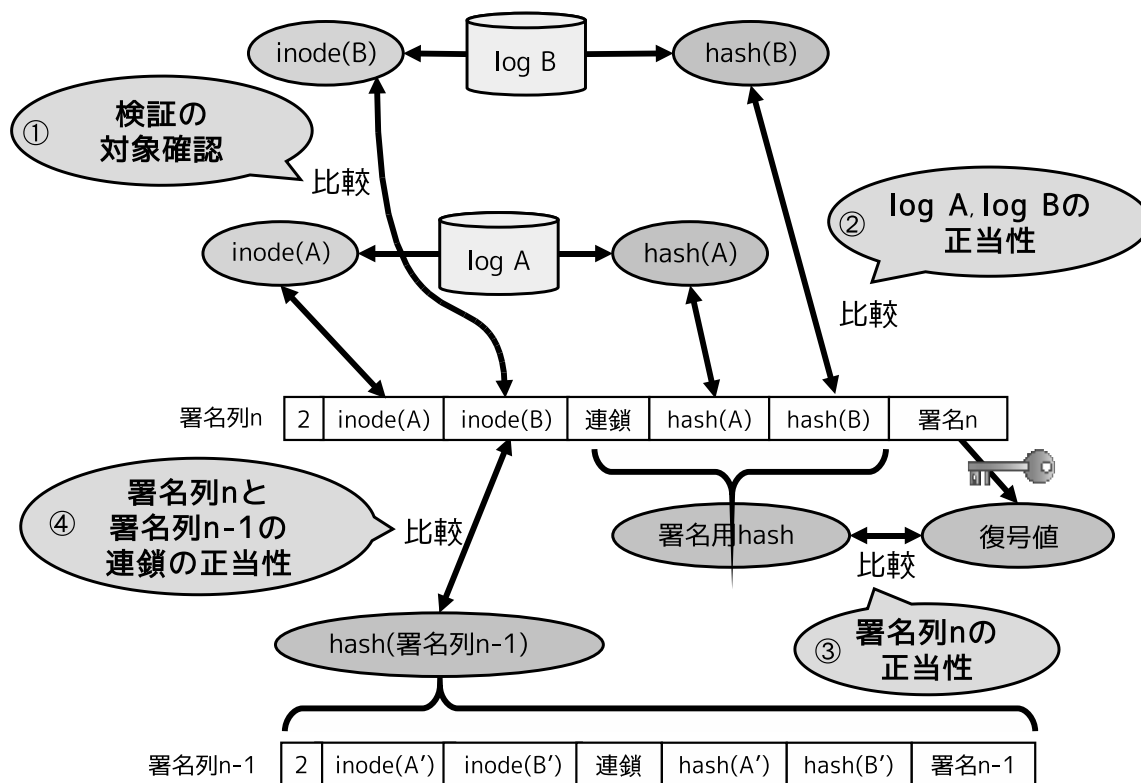 inode(B)
log B
hash(B)
①
検証の
対象確認
比較
②
log A, log Bの
正当性
inode(A)
log A
hash(A)
比較
署名列n
2
inode(A)
inode(B)
連鎖
hash(A)
hash(B)
署名n
④
署名列nと
署名列n-1の
連鎖の正当性
比較
署名用hash
復号値
比較
③
署名列nの
正当性
hash(署名列n-1)
署名列n-1
2
inode(A’)
inode(B’)
連鎖
hash(A’)
hash(B’)
署名n-1